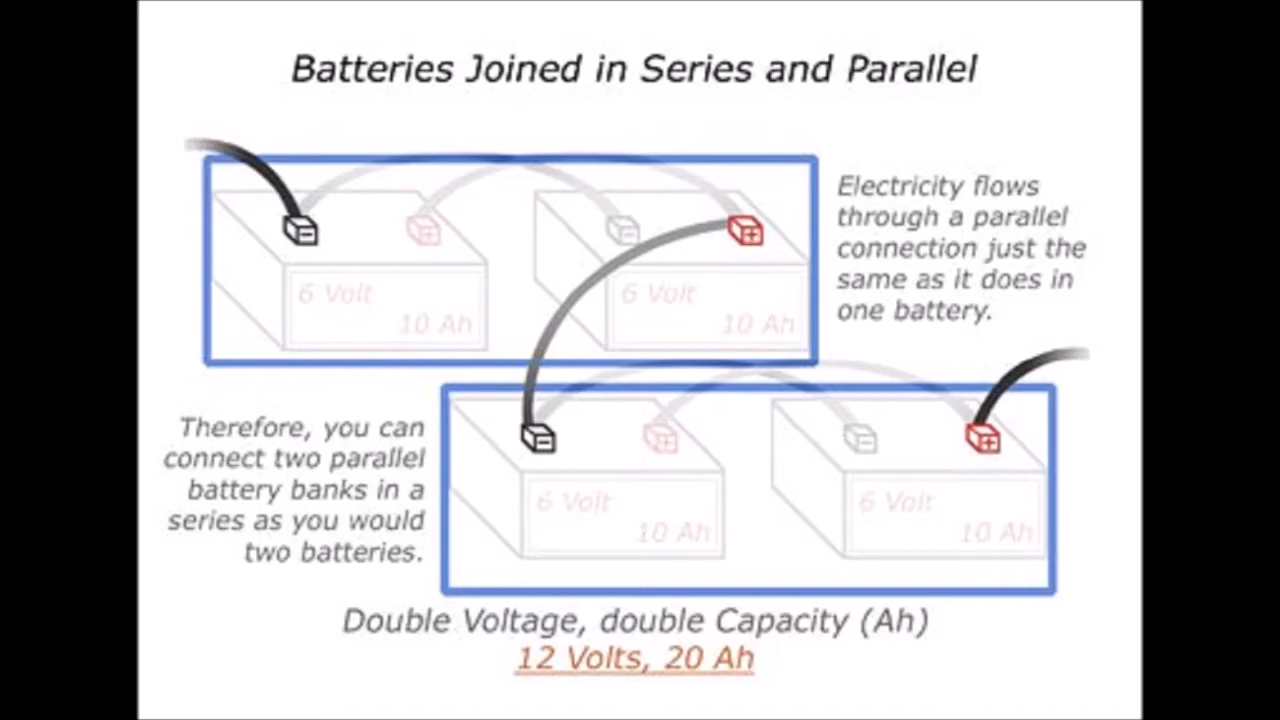 Batteries Joined in Series and Parallel
Electricity flows
through a parallel
connection just the
same as it does in
one battery.
6 Volt
10 Ah
6 Volt
10 Ah
Therefore, you can
connect two parallel
battery banks in a
series as you would
two batteries.
6 Volt
10 Ah
6 Volt
10 Ah
Double Voltage, double Capacity (Ah)
12 Volts, 20 Ah